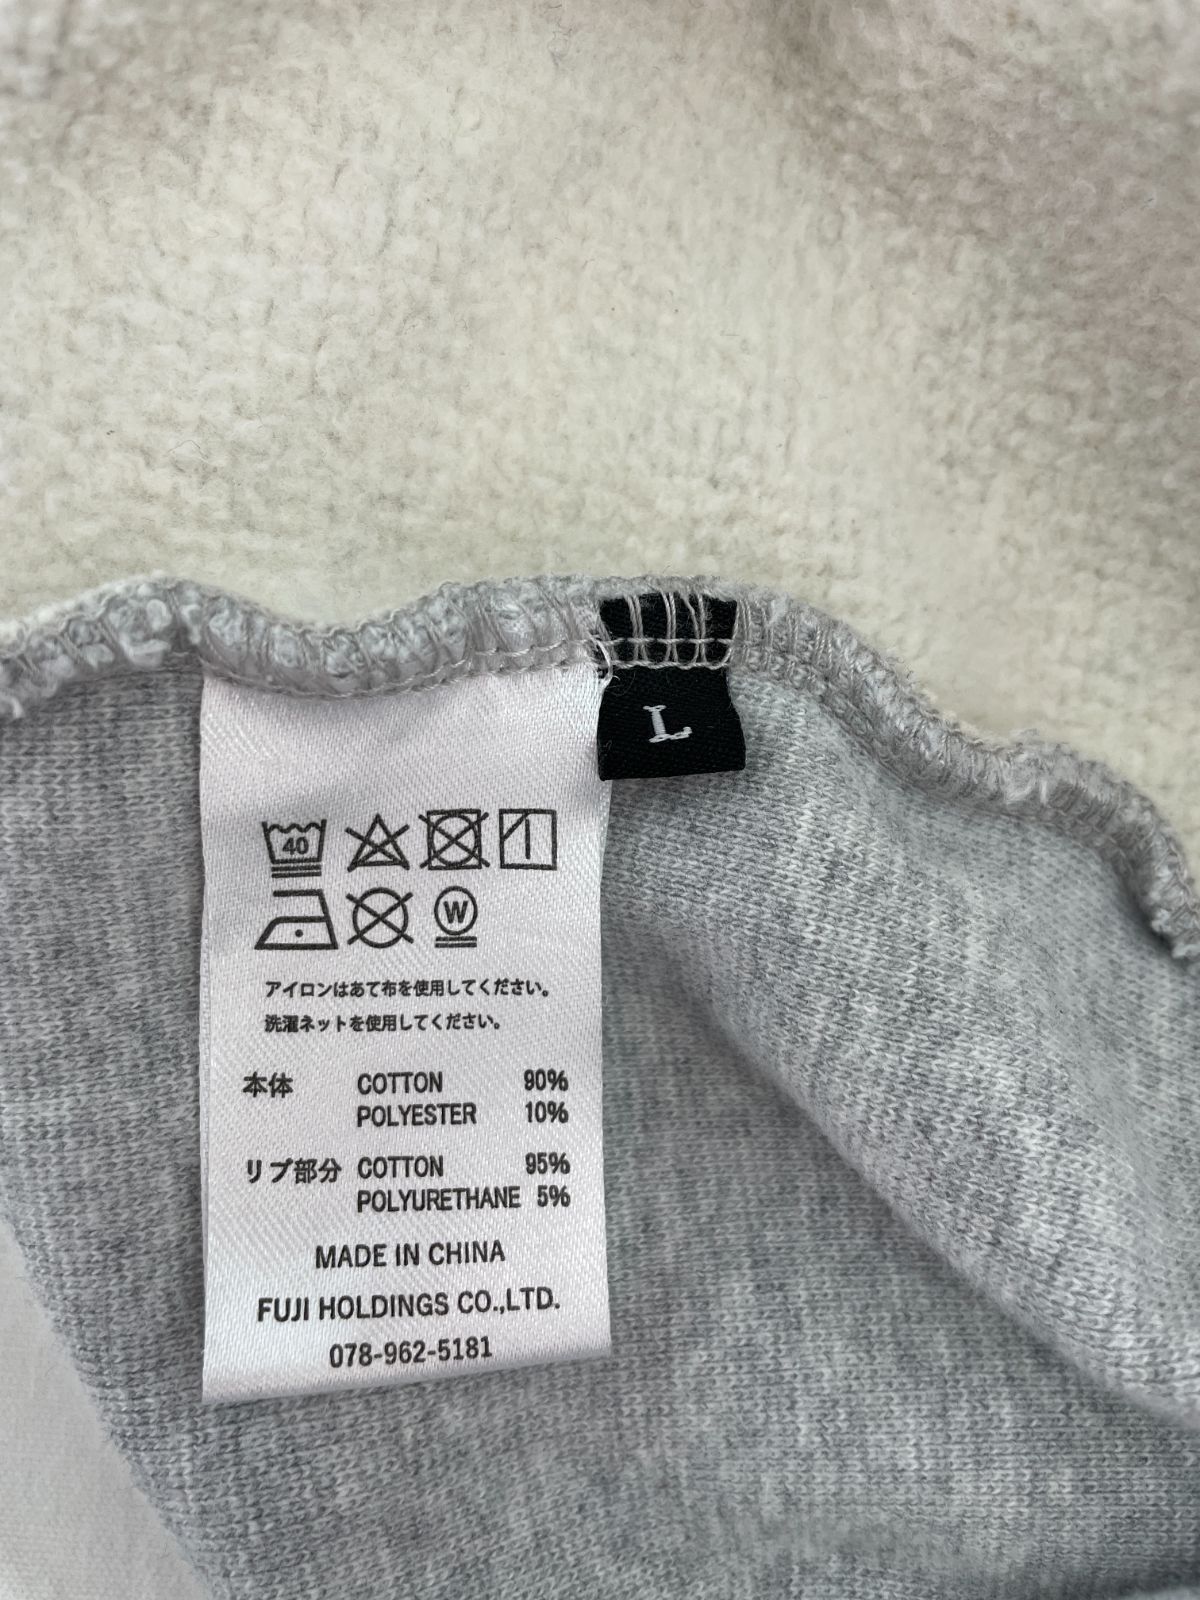 L
40
W
アイロンはあて布を使用してください。
洗濯ネットを使用してください。
本体 COTTON 90%
POLYESTER 10%
リブ部分 COTTON 95%
POLYURETHANE 5%
MADE IN CHINA
FUJI HOLDINGS CO.,LTD.
078-962-5181